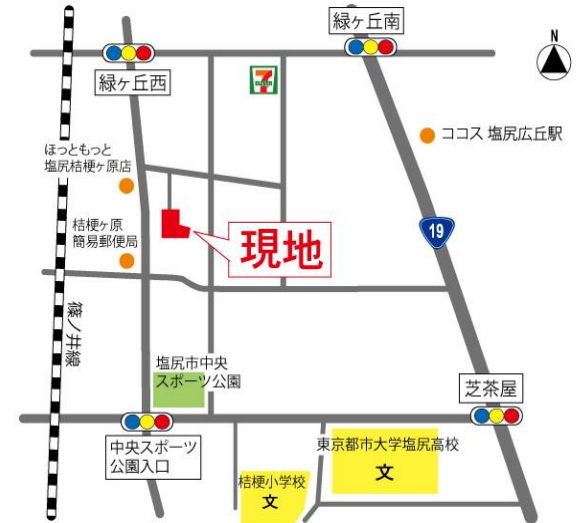 緑ヶ丘南
N
緑ヶ丘西
7
ELEVEN
ココス 塩尻広丘駅
ほっともっと
塩尻桔梗ヶ原店
桔梗ヶ原
簡易郵便局
現地
19
篠ノ井線
塩尻市中央
スポーツ公園
芝茶屋
中央スポーツ
公園入口
東京都市大学塩尻高校
文
桔梗小学校
文